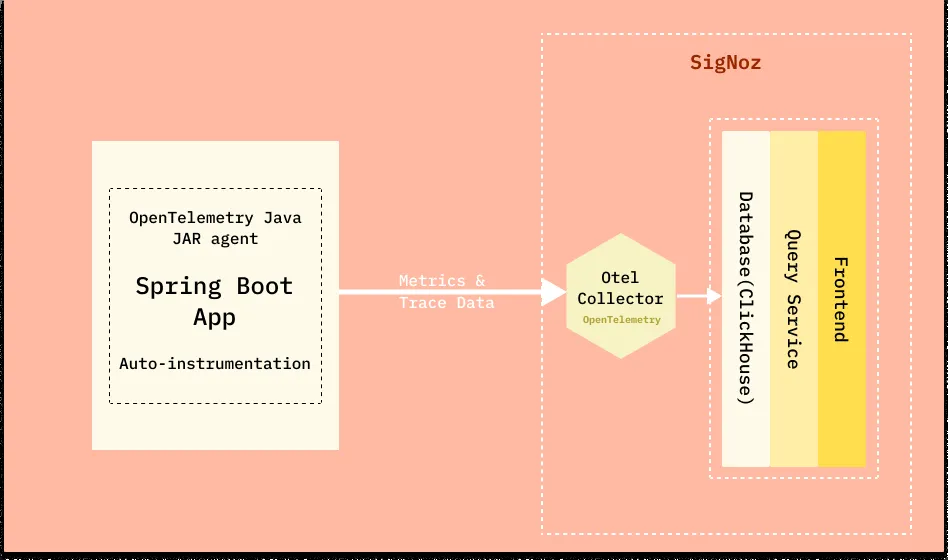 SigNoz
OpenTelemetry Java
JAR agent
Spring Boot
App
Auto-instrumentation
Metrics &
Trace Data
Otel
Collector
OpenTelemetry
Database(ClickHouse)
Query Service
Frontend